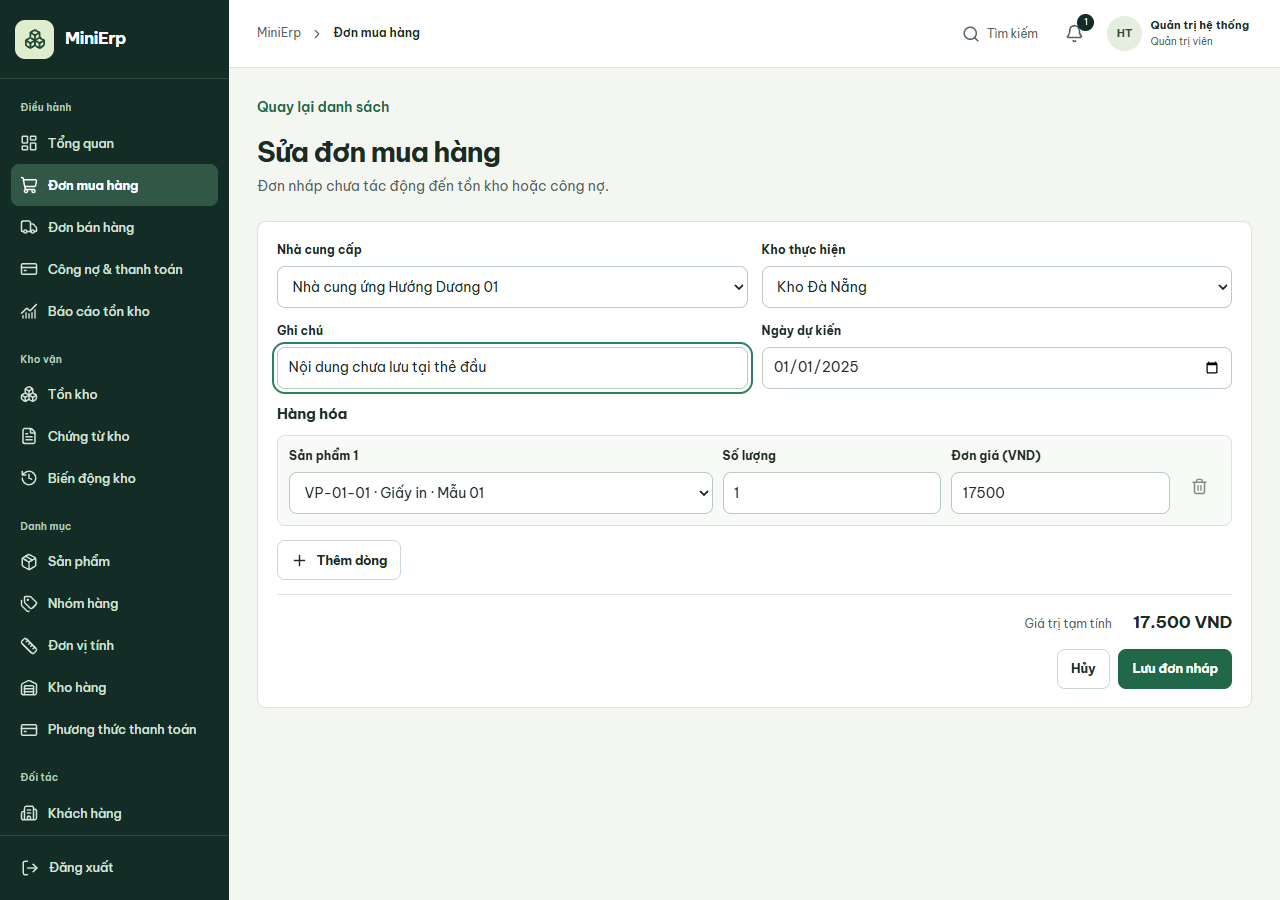 MiniErp
Điều hành
Tổng quan
Đơn mua hàng
Đơn bán hàng
Công nợ & thanh toán
Báo cáo tồn kho
Kho vận
Tồn kho
Chứng từ kho
Biến động kho
Danh mục
Sản phẩm
Nhóm hàng
Đơn vị tính
Kho hàng
Phương thức thanh toán
Đối tác
Khách hàng
Đăng xuất
MiniErp > Đơn mua hàng
Tìm kiếm
1
HT
Quản trị hệ thống
Quản trị viên
Quay lại danh sách
Sửa đơn mua hàng
Đơn nháp chưa tác động đến tồn kho hoặc công nợ.
Nhà cung cấp
Nhà cung ứng Hướng Dương 01
Kho thực hiện
Kho Đà Nẵng
Ghi chú
Nội dung chưa lưu tại thẻ đầu
Ngày dự kiến
01/01/2025
Hàng hóa
Sản phẩm 1
VP-01-01 · Giấy in · Mẫu 01
Số lượng
1
Đơn giá (VND)
17500
Thêm dòng
Giá trị tạm tính 17.500 VND
Hủy
Lưu đơn nháp